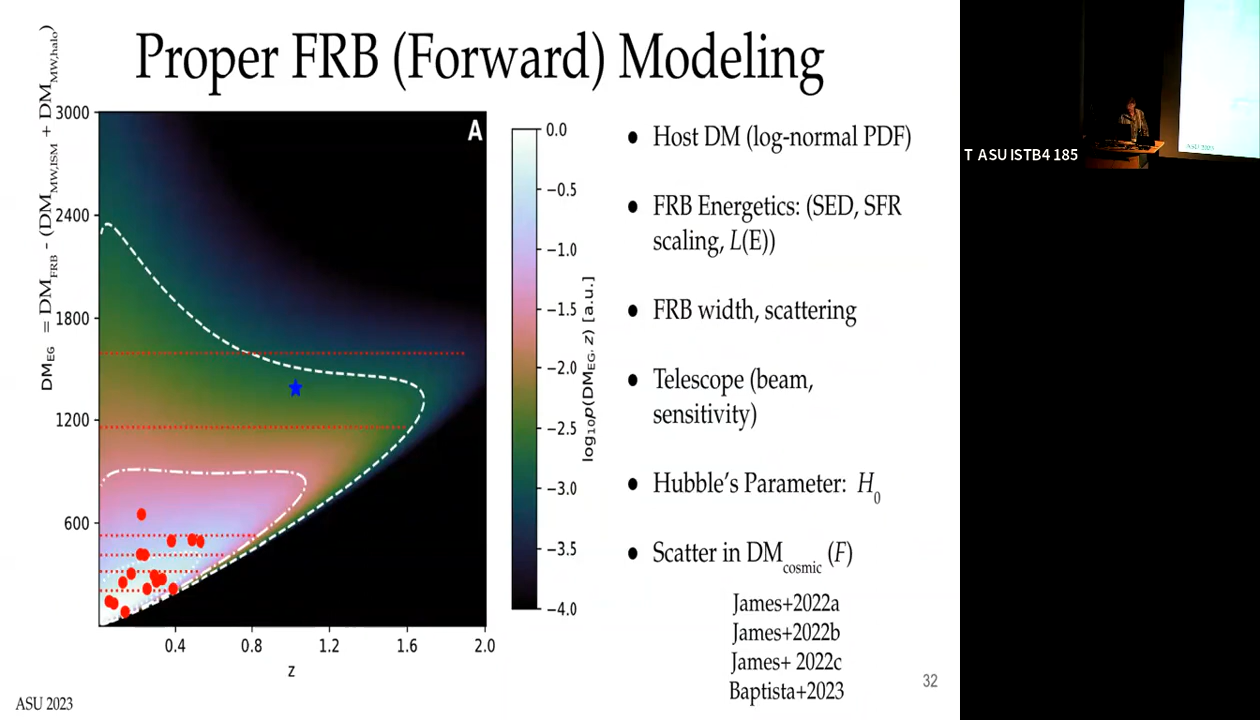 Proper FRB (Forward) Modeling
DM_EG = DM_FRB - (DM_MW,ISM + DM_MW,halo)
A
3000
2400
1800
1200
600
0.4 0.8 1.2 1.6 2.0
z
0.0
−0.5
−1.0
−1.5
−2.0
−2.5
−3.0
−3.5
−4.0
log₁₀p(DM_EG, z) [a.u.]
● Host DM (log-normal PDF)
● FRB Energetics: (SED, SFR
scaling, L(E))
● FRB width, scattering
● Telescope (beam,
sensitivity)
● Hubble's Parameter: H₀
● Scatter in DM_cosmic (F)
James+2022a
James+2022b
James+ 2022c
Baptista+2023
32
ASU 2023
T ASU ISTB4 185
ASU 2023